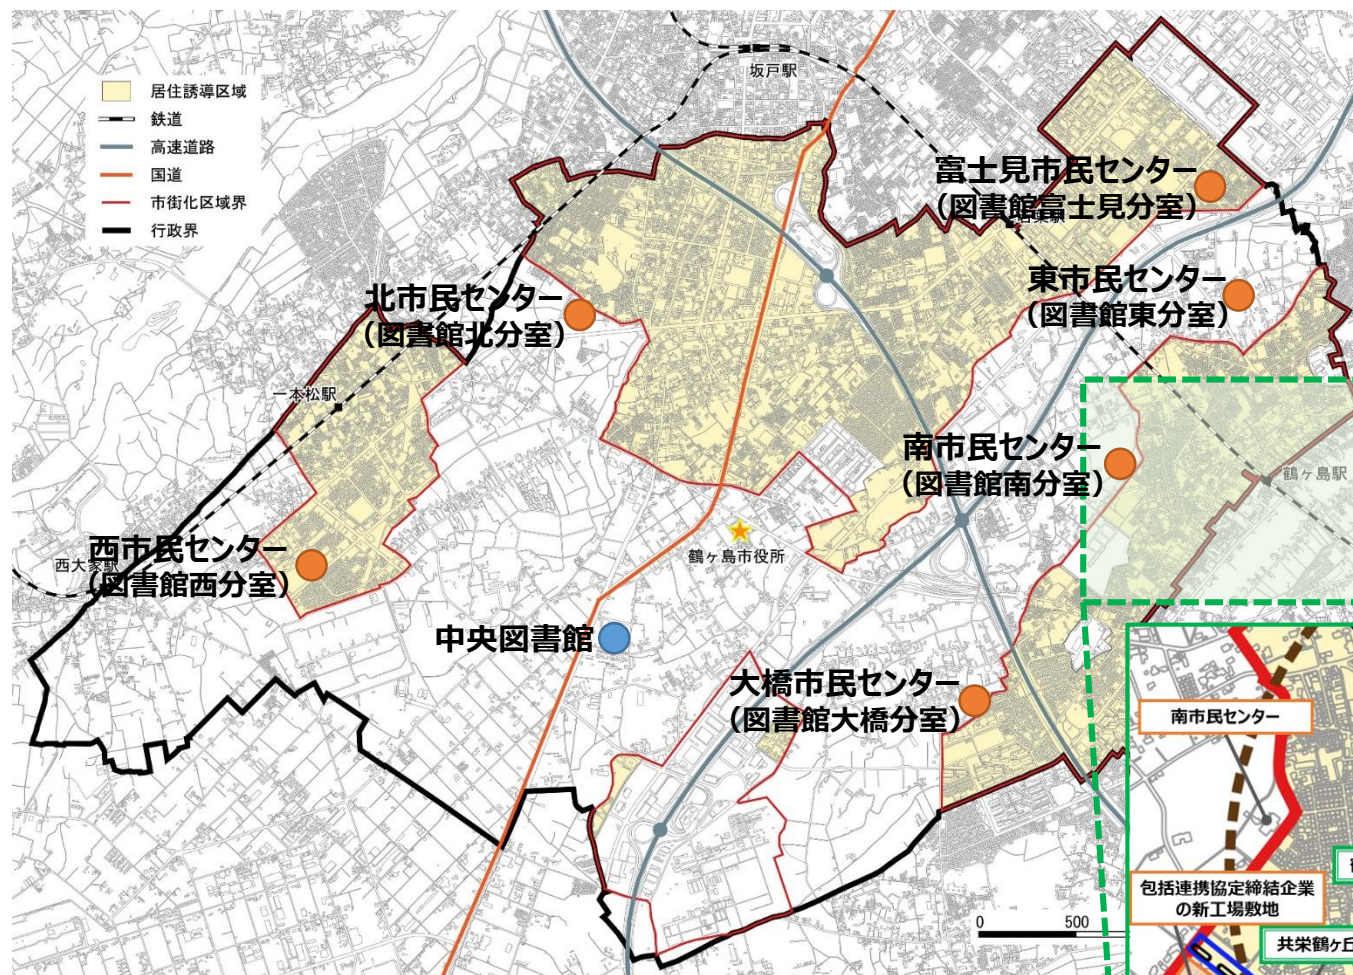 坂戸駅
居住誘導区域
鉄道
高速道路
国道
市街化区域界
行政界
富士見市民センター
（図書館富士見分室）
東市民センター
（図書館東分室）
北市民センター
（図書館北分室）
一本松駅
南市民センター
（図書館南分室）
鶴ヶ島駅
鶴ヶ島市役所
西市民センター
西大家駅
（図書館西分室）
中央図書館
大橋市民センター
（図書館大橋分室）
南市民センター
包括連携協定締結企業
の新工場敷地
共栄鶴ヶ丘
0 500